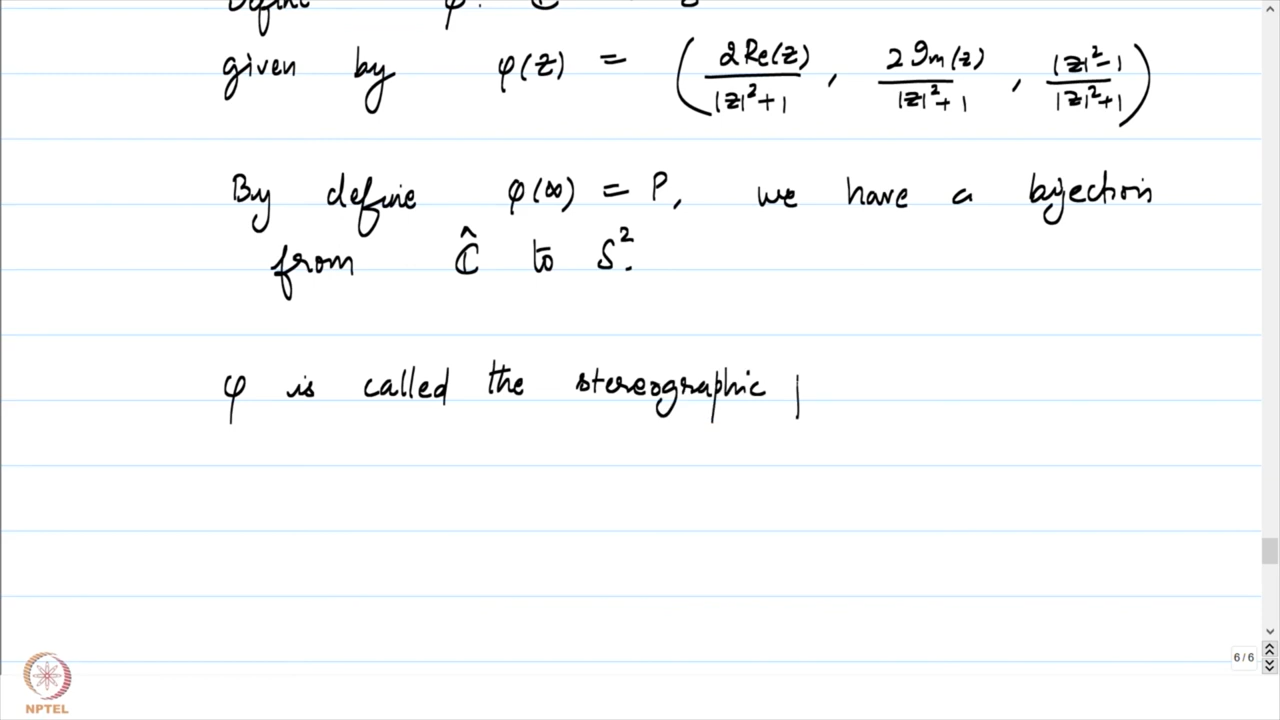 Define φ: ℂ
given by φ(z) = ( 2Re(z) / |z|²+1 , 2Im(z) / |z|²+1 , |z|²-1 / |z|²+1 )
By define φ(∞) = P, we have a bijection
from ℂ̂ to S².
φ is called the stereographic
6 / 6
NPTEL